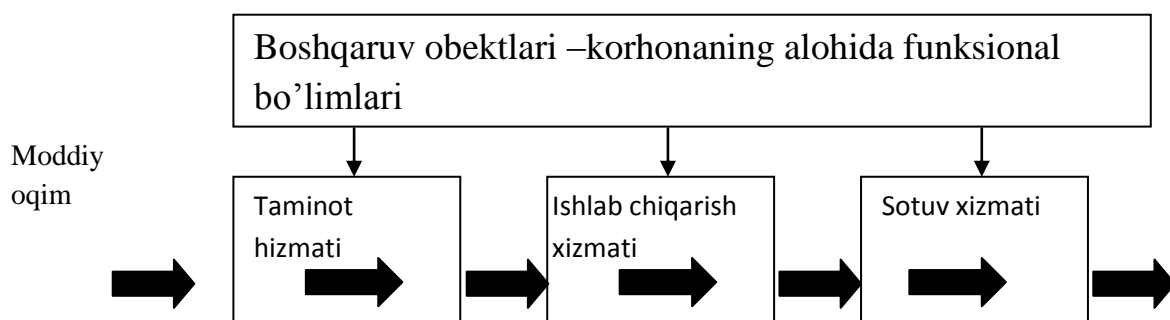 Boshqaruv obektlari –korhonaning alohida funksional
bo’limlari
Moddiy
oqim
Taminot
hizmati
Ishlab chiqarish
xizmati
Sotuv xizmati